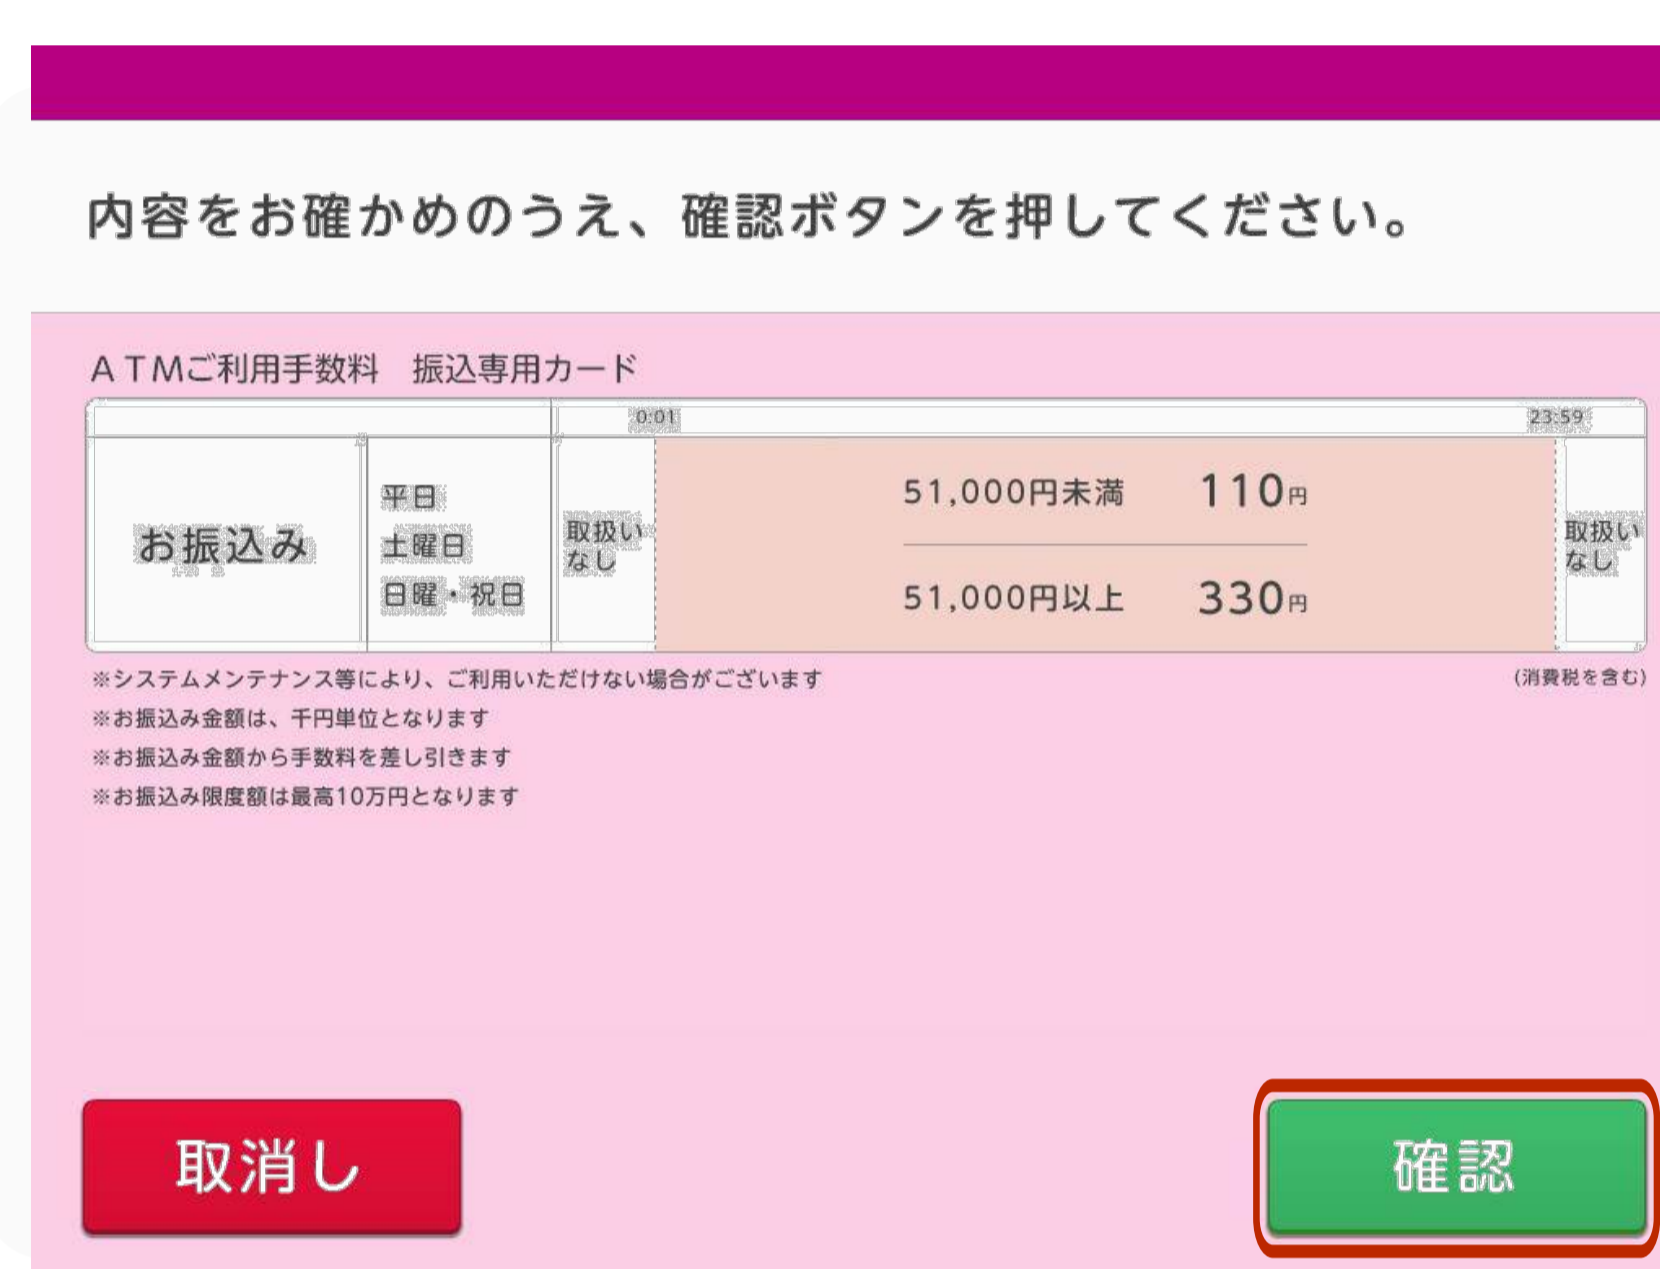 内容をお確かめのうえ、確認ボタンを押してください。
ATMご利用手数料　振込専用カード
0:01　23:59
お振込み
平日
土曜日
日曜・祝日
取扱い
なし
51,000円未満　110円
51,000円以上　330円
取扱い
なし
※システムメンテナンス等により、ご利用いただけない場合がございます　(消費税を含む)
※お振込み金額は、千円単位となります
※お振込み金額から手数料を差し引きます
※お振込み限度額は最高10万円となります
取消し　確認